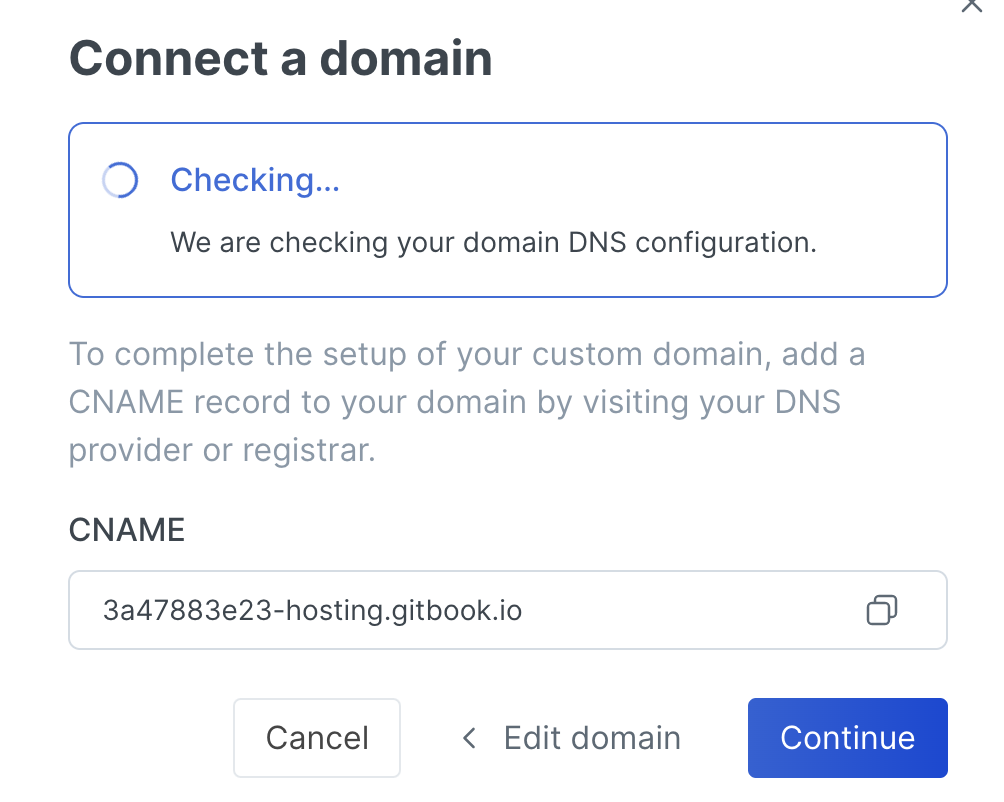 Connect a domain
Checking...
We are checking your domain DNS configuration.
To complete the setup of your custom domain, add a
CNAME record to your domain by visiting your DNS
provider or registrar.
CNAME
3a47883e23-hosting.gitbook.io
Cancel
Edit domain
Continue